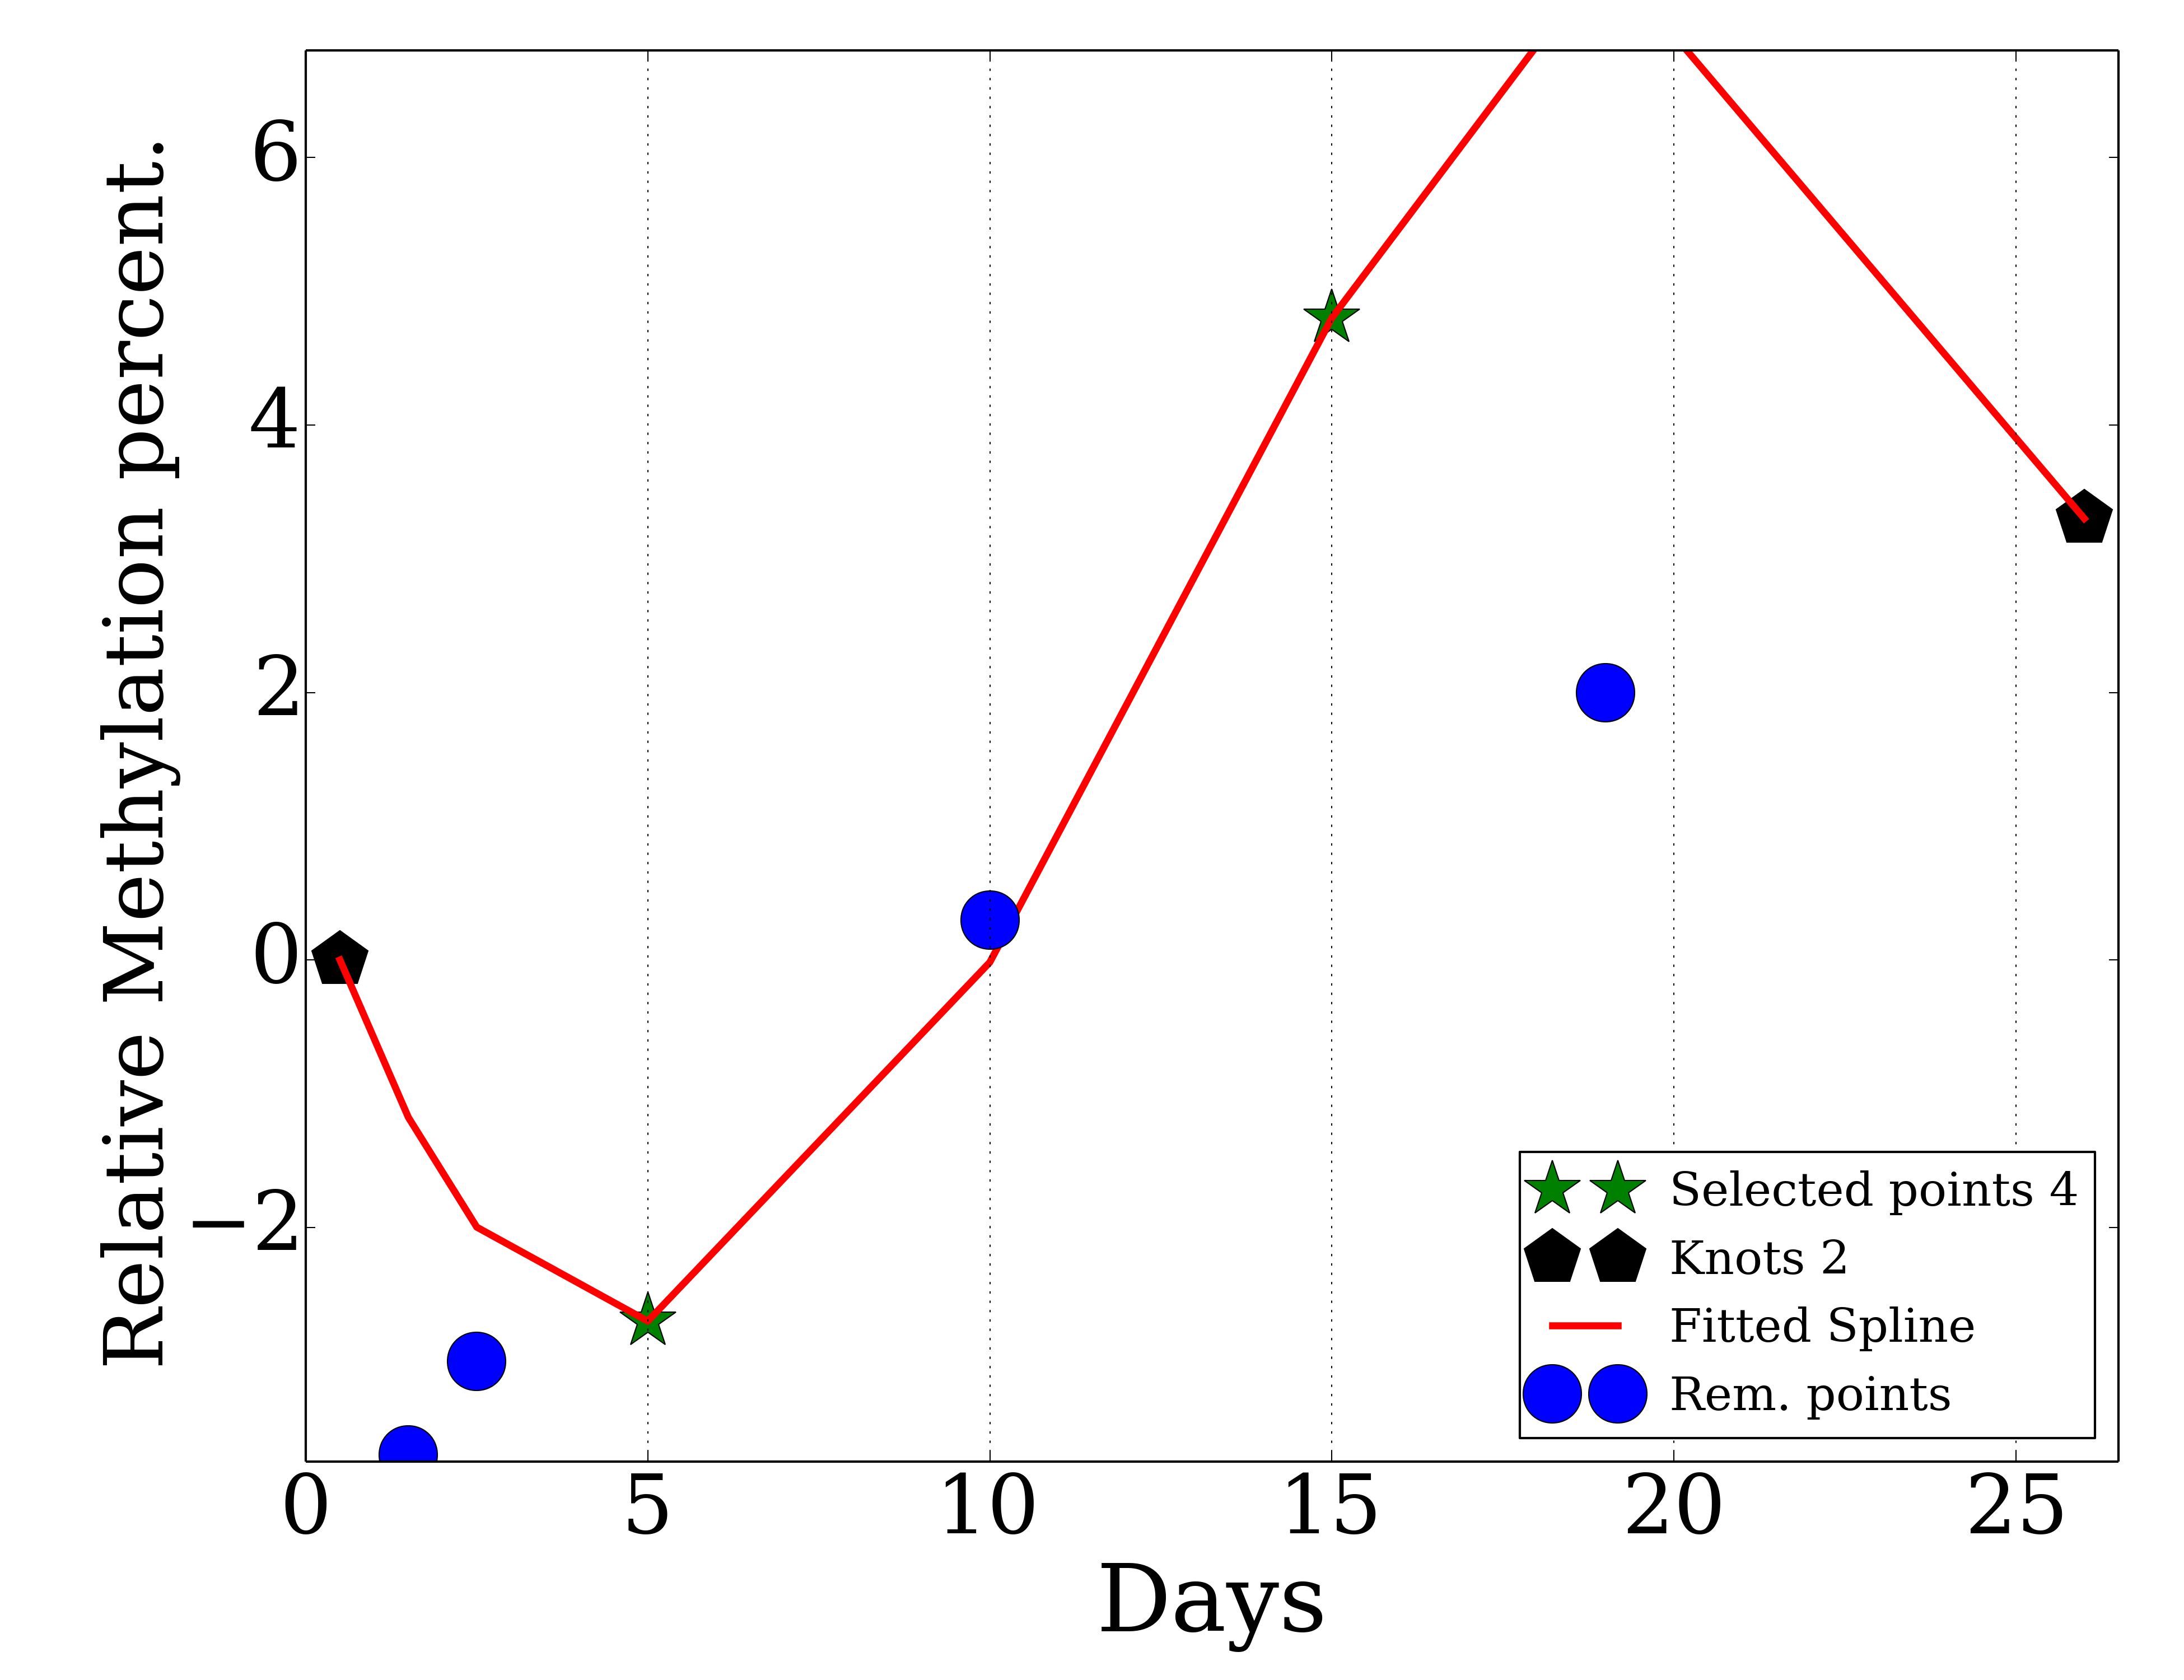 Relative Methylation percent.
6
4
2
0
−2
0 5 10 15 20 25
Days
Selected points 4
Knots 2
Fitted Spline
Rem. points